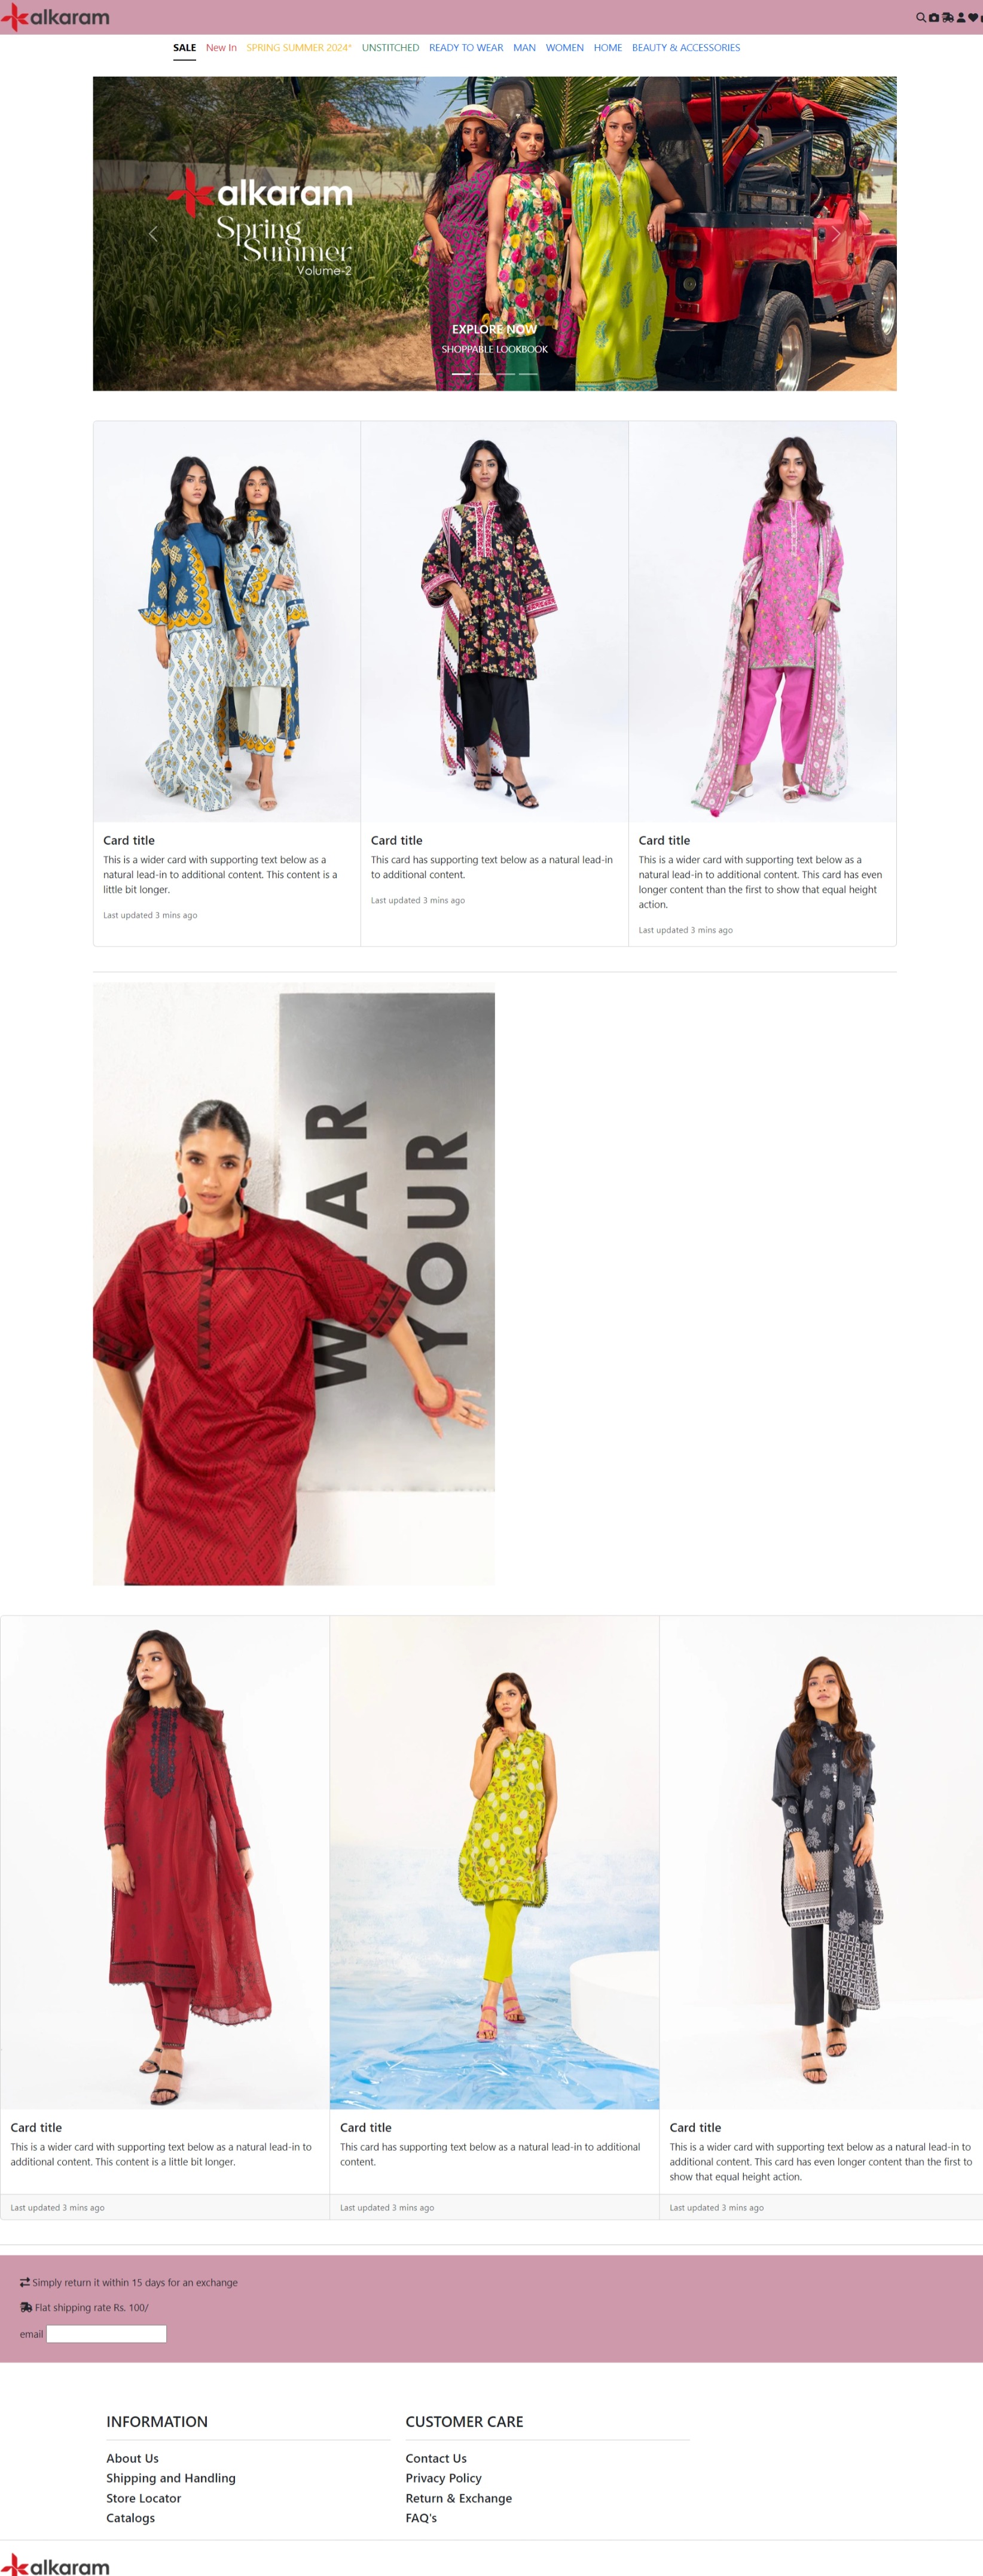 alkaram
SALE New In SPRING SUMMER 2024* UNSTITCHED READY TO WEAR MAN WOMEN HOME BEAUTY & ACCESSORIES
alkaram
Spring
Summer
Volume-2
EXPLORE NOW
SHOPPABLE LOOKBOOK
Card title
This is a wider card with supporting text below as a
natural lead-in to additional content. This content is a
little bit longer.
Last updated 3 mins ago
Card title
This card has supporting text below as a natural lead-in
to additional content.
Last updated 3 mins ago
Card title
This is a wider card with supporting text below as a
natural lead-in to additional content. This card has even
longer content than the first to show that equal height
action.
Last updated 3 mins ago
WEAR
YOUR
Card title
This is a wider card with supporting text below as a natural lead-in to
additional content. This content is a little bit longer.
Last updated 3 mins ago
Card title
This card has supporting text below as a natural lead-in to additional
content.
Last updated 3 mins ago
Card title
This is a wider card with supporting text below as a natural lead-in to
additional content. This card has even longer content than the first to
show that equal height action.
Last updated 3 mins ago
Simply return it within 15 days for an exchange
Flat shipping rate Rs. 100/
email
INFORMATION
About Us
Shipping and Handling
Store Locator
Catalogs
CUSTOMER CARE
Contact Us
Privacy Policy
Return & Exchange
FAQ's
alkaram